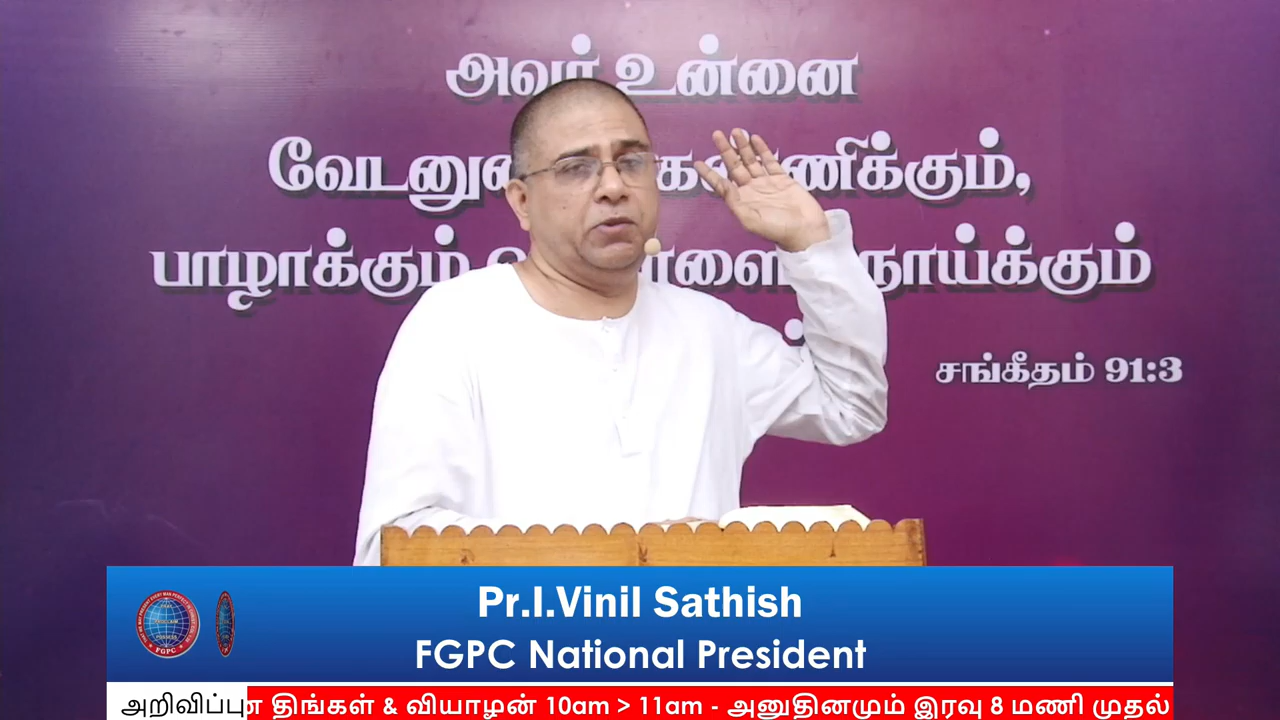 அவர் உன்னை
கண்ணிக்கும்,
பாழாக்கும்
சங்கீதம் 91:3
Pr.I.Vinil Sathish
FGPC National President
FGPC
அறிவிப்பு
திங்கள் & வியாழன் 10am > 11am - அனுதினமும் இரவு 8 மணி முதல்